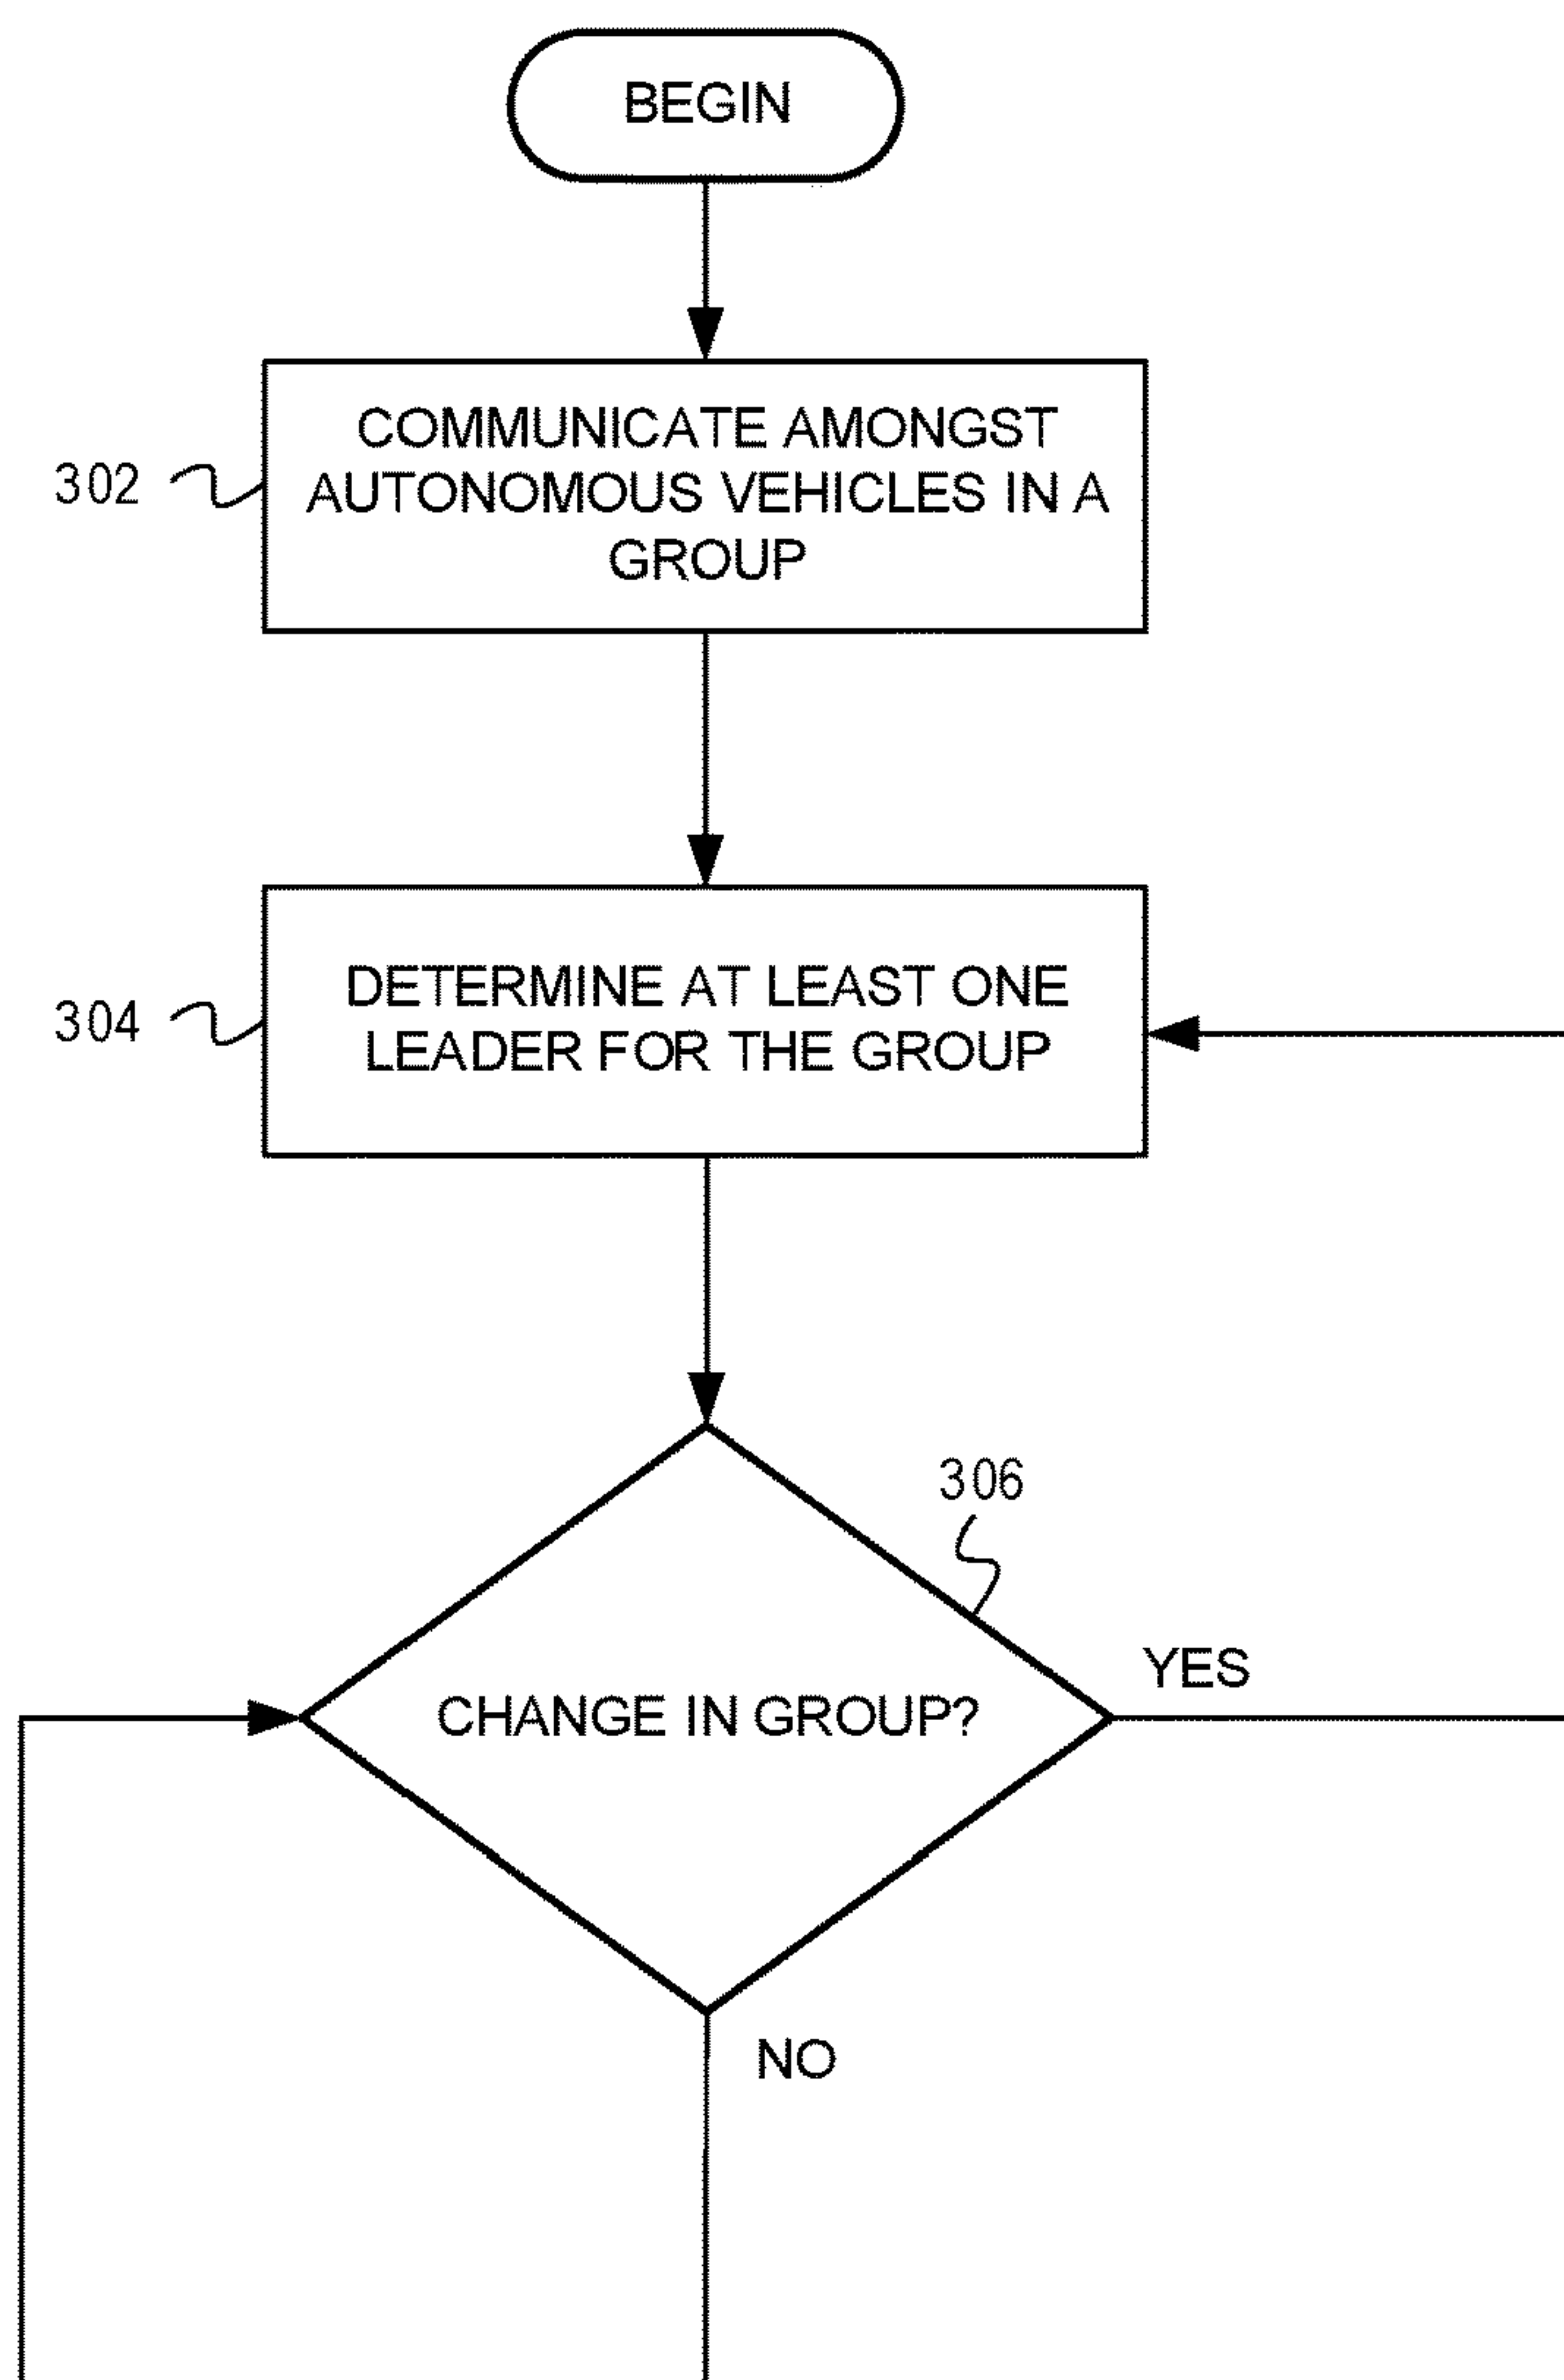 BEGIN
COMMUNICATE AMONGST
AUTONOMOUS VEHICLES IN A
GROUP
302
DETERMINE AT LEAST ONE
LEADER FOR THE GROUP
304
306
YES
CHANGE IN GROUP?
NO